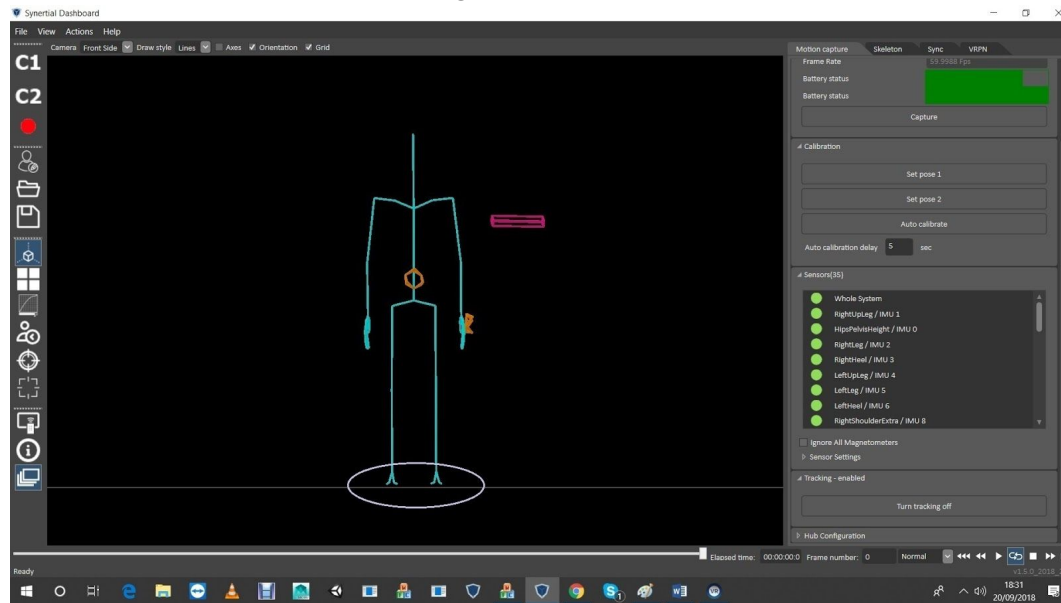 Synertial Dashboard
File View Actions Help
Camera Front Side Draw style Lines Axes Orientation Grid
C1
C2
Motion capture Skeleton Sync VRPN
Frame Rate 59.9988 Fps
Battery status
Battery status
Capture
Calibration
Set pose 1
Set pose 2
Auto calibrate
Auto calibration delay 5 sec
Sensors(35)
Whole System
RightUpLeg / IMU 1
HipsPelvisHeight / IMU 0
RightLeg / IMU 2
RightHeel / IMU 3
LeftUpLeg / IMU 4
LeftLeg / IMU 5
LeftHeel / IMU 6
RightShoulderExtra / IMU 8
Ignore All Magnetometers
Sensor Settings
Tracking - enabled
Turn tracking off
Hub Configuration
Elapsed time: 00:00:00:0 Frame number: 0 Normal
Ready
v1.5.0_2018_
18:31
20/09/2018